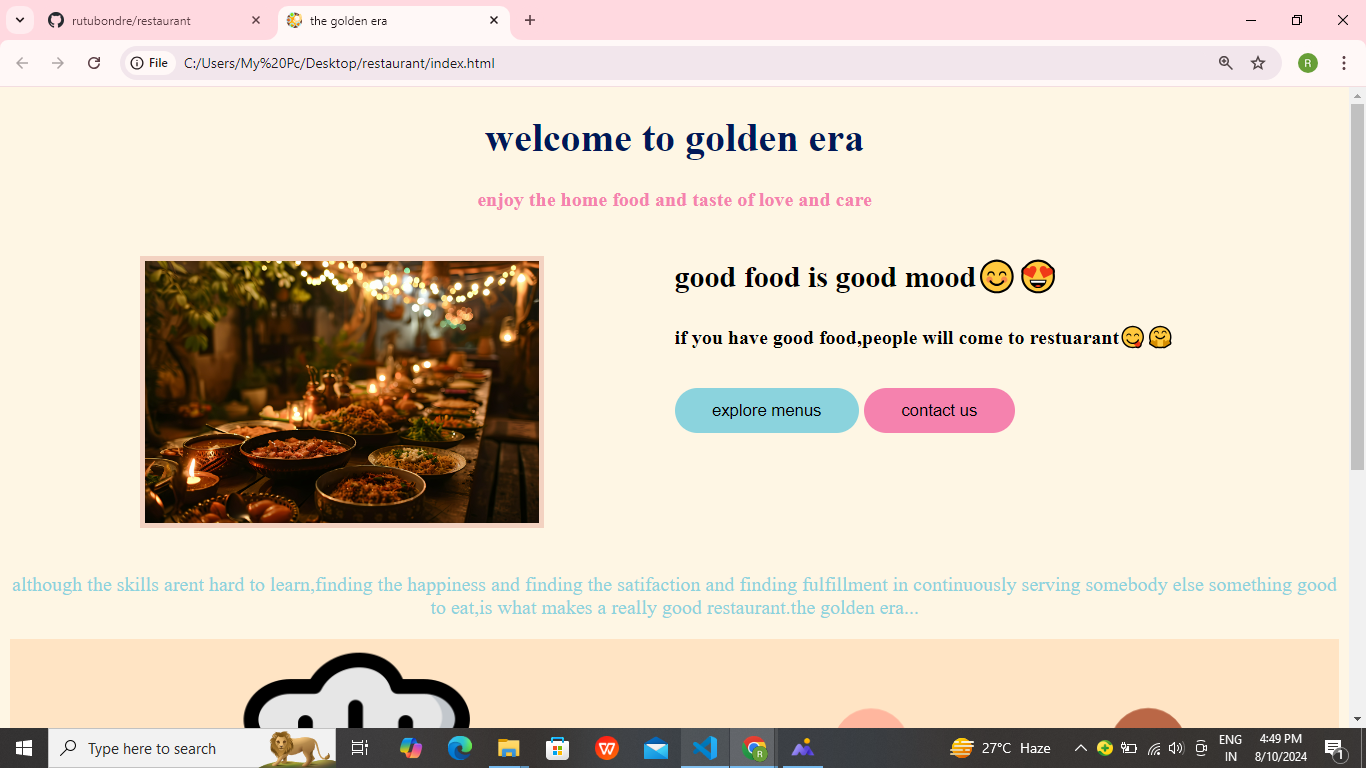 rutubondre/restaurant
the golden era
File
C:/Users/My%20Pc/Desktop/restaurant/index.html
R
welcome to golden era
enjoy the home food and taste of love and care
good food is good mood😊😍
if you have good food,people will come to restuarant😋🤗
explore menus
contact us
although the skills arent hard to learn,finding the happiness and finding the satifaction and finding fulfillment in continuously serving somebody else something good
to eat,is what makes a really good restaurant.the golden era...
Type here to search
W
R
27°C Haze
ENG
IN
4:49 PM
8/10/2024
1